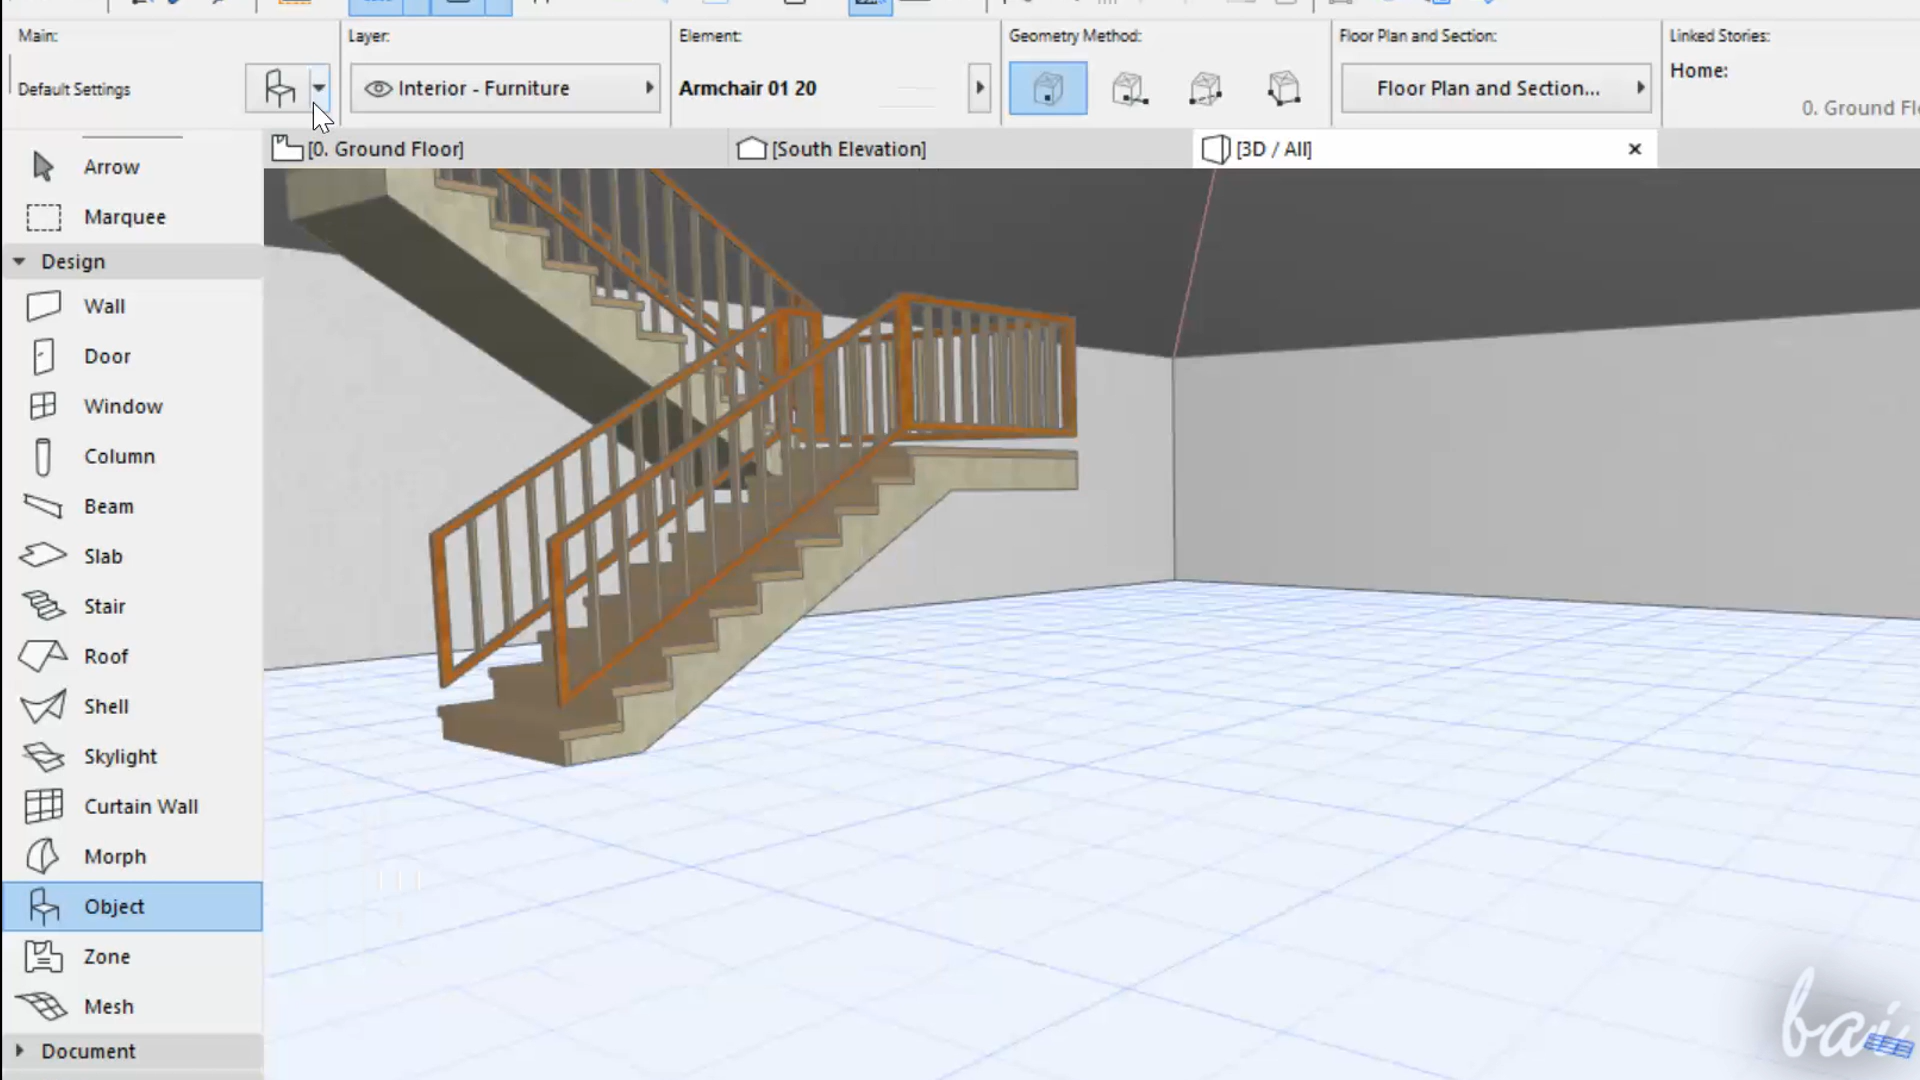 Main:
Layer:
Element:
Geometry Method:
Floor Plan and Section:
Linked Stories:
Default Settings
Interior - Furniture
Armchair 01 20
Floor Plan and Section...
Home:
0. Ground
[0. Ground Floor]
[South Elevation]
[3D / All]
Arrow
Marquee
Design
Wall
Door
Window
Column
Beam
Slab
Stair
Roof
Shell
Skylight
Curtain Wall
Morph
Object
Zone
Mesh
Document
bai